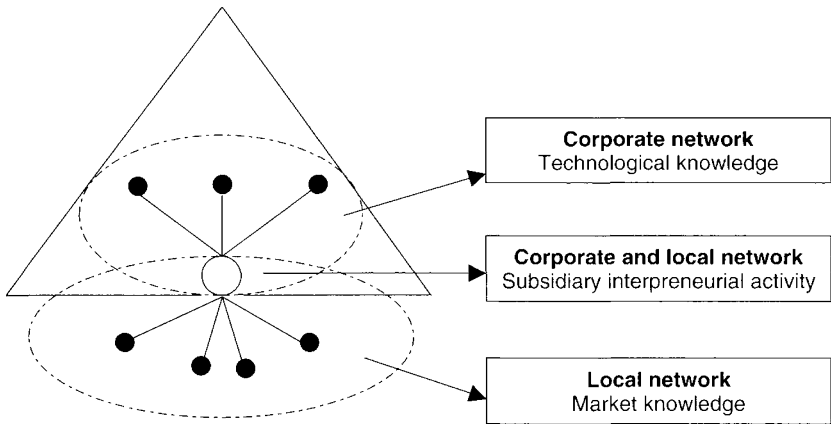 Corporate network
Technological knowledge
Corporate and local network
Subsidiary interpreneurial activity
Local network
Market knowledge